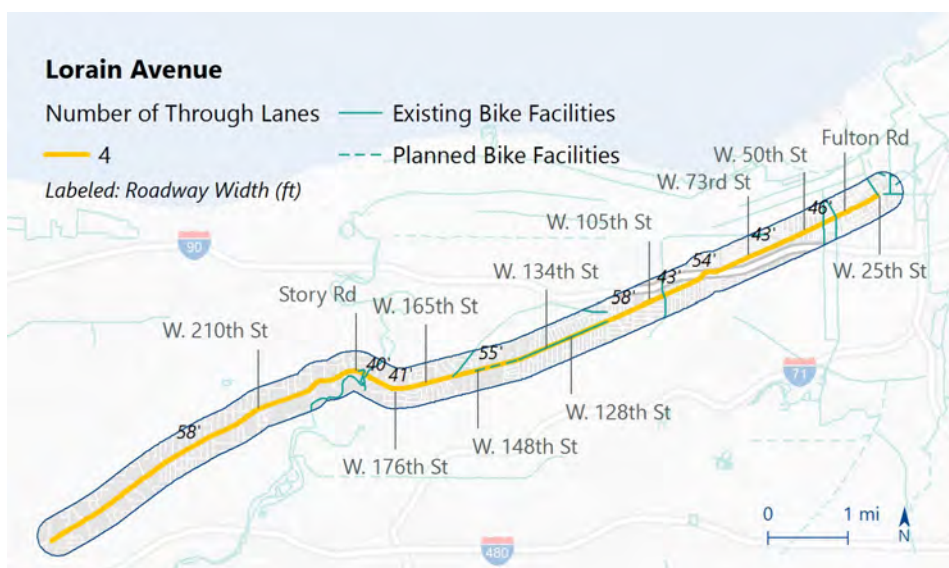 Lorain Avenue
Number of Through Lanes
Existing Bike Facilities
4
Planned Bike Facilities
Labeled: Roadway Width (ft)
Fulton Rd
W. 50th St
W. 73rd St
46'
W. 105th St
43'
90
54'
W. 134th St
43'
W. 25th St
Story Rd
W. 165th St
58'
W. 210th St
55'
40'
41'
71
W. 128th St
58'
W. 148th St
W. 176th St
0 1 mi
N
480